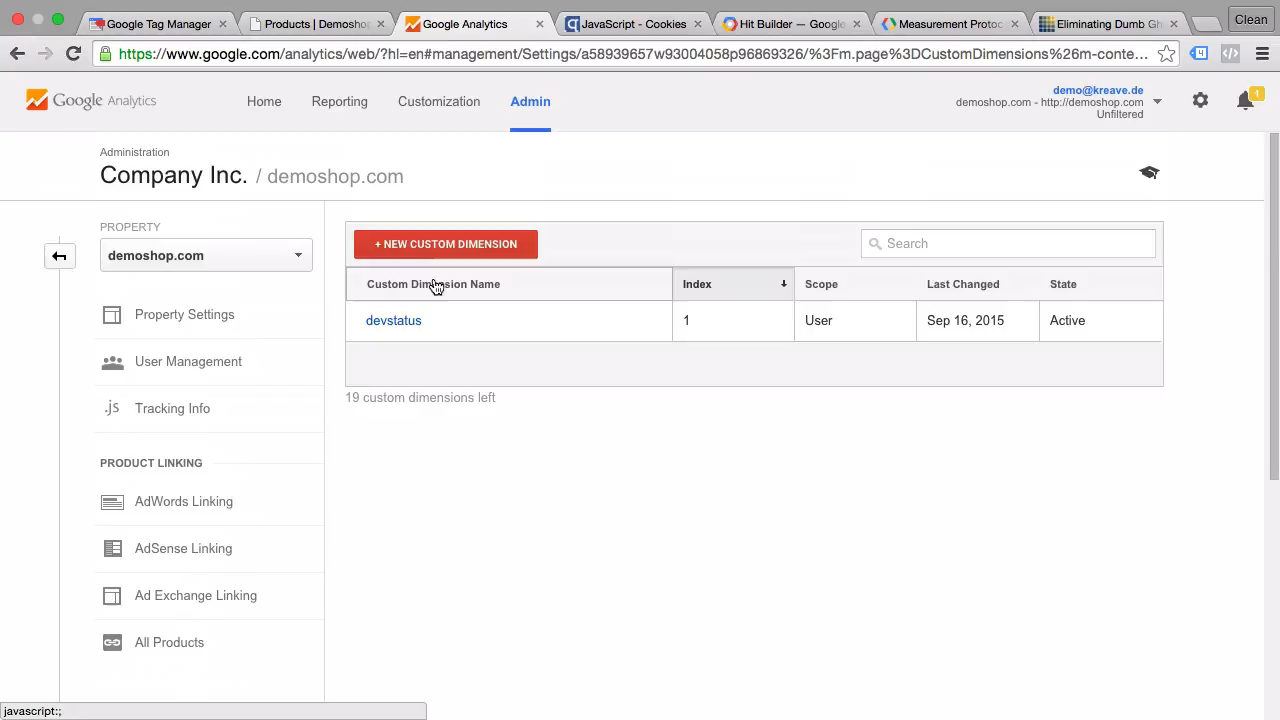 Google Tag Manager
Products | Demosho
Google Analytics
JavaScript - Cookies
Hit Builder — Google
Measurement Protoc
Eliminating Dumb Gh
Clean
https://www.google.com/analytics/web/?hl=en#management/Settings/a58939657w93004058p96869326/%3Fm.page%3DCustomDimensions%26m-conte...
4
Google Analytics
Home
Reporting
Customization
Admin
demo@kreave.de
demoshop.com - http://demoshop.com
Unfiltered
1
Administration
Company Inc. / demoshop.com
PROPERTY
demoshop.com
Property Settings
User Management
.js Tracking Info
PRODUCT LINKING
AdWords Linking
AdSense Linking
Ad Exchange Linking
All Products
+ NEW CUSTOM DIMENSION
Search
Custom Dimension Name Index Scope Last Changed State
devstatus 1 User Sep 16, 2015 Active
19 custom dimensions left
javascript:;